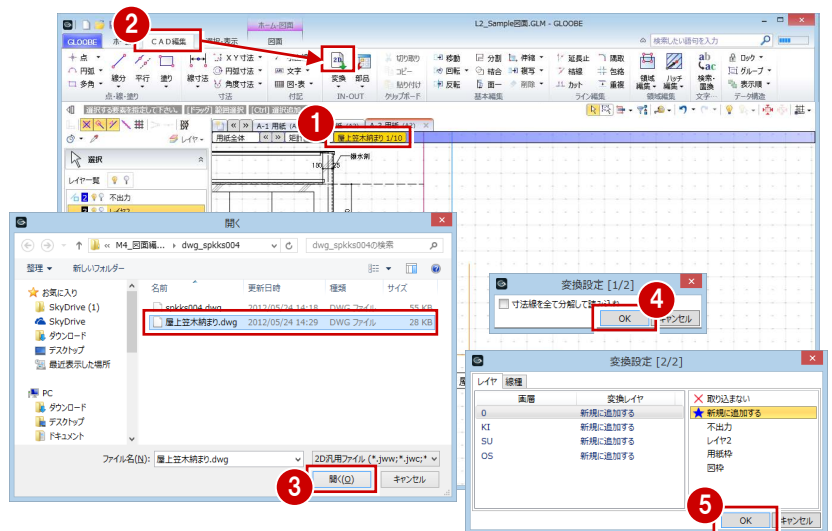 ホーム-図面
L2_Sample図面.GLM - GLOOBE
GLOOBE
CAD編集
選択・表示
図面
検索したい語句を入力
点
線分
平行
塗り
線寸法
XY寸法
円弧
円弧寸法
文字
多角
角度寸法
図・表
変換
部品
切り取り
コピー
貼り付け
移動
回転
反転
分割
伸縮
結合
複写
面一
削除
延長止
隅取
結線
包絡
カット
重複
領域編集
ハッチ編集
検索・置換
ロック
グループ
表示順
点・線・塗り
寸法
付記
IN-OUT
クリップボード
基本編集
ライン編集
領域編集
文字…
データ構造
1
2
レイヤ
用紙全体
屋上笠木納まり 1/10
選択
レイヤ一覧
不出力
レイヤ2
撥水剤
開く
« M4_図面編... › dwg_spkks004
dwg_spkks004の検索
整理
新しいフォルダー
お気に入り
SkyDrive (1)
SkyDrive
ダウンロード
デスクトップ
最近表示した場所
PC
ダウンロード
デスクトップ
ドキュメント
名前
更新日時
種類
サイズ
spkks004.dwg 2012/05/24 14:18 DWG ファイル 55 KB
屋上笠木納まり.dwg 2012/05/24 14:29 DWG ファイル 28 KB
ファイル名(N):
屋上笠木納まり.dwg
2D汎用ファイル (*.jww;*.jwc;*
3
開く(O)
キャンセル
変換設定 [1/2]
寸法線を全て分解して読み込む
4
OK
キャンセル
変換設定 [2/2]
レイヤ
線種
画層
変換レイヤ
0 新規に追加する
KI 新規に追加する
SU 新規に追加する
OS 新規に追加する
取り込まない
新規に追加する
不出力
レイヤ2
用紙枠
図枠
5
OK
キャンセル